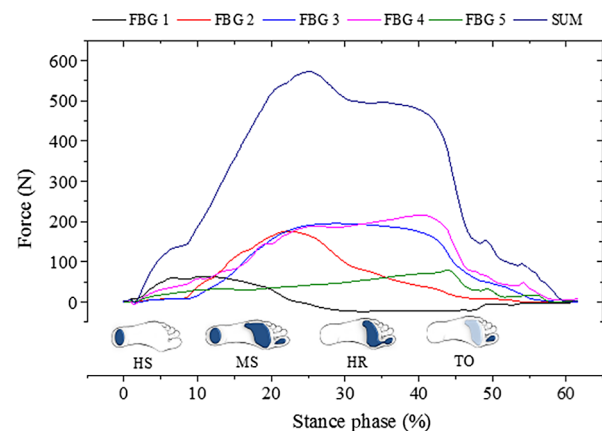 FBG 1 FBG 2 FBG 3 FBG 4 FBG 5 SUM
600
500
400
300
200
100
0
Force (N)
HS MS HR TO
0 10 20 30 40 50 60
Stance phase (%)